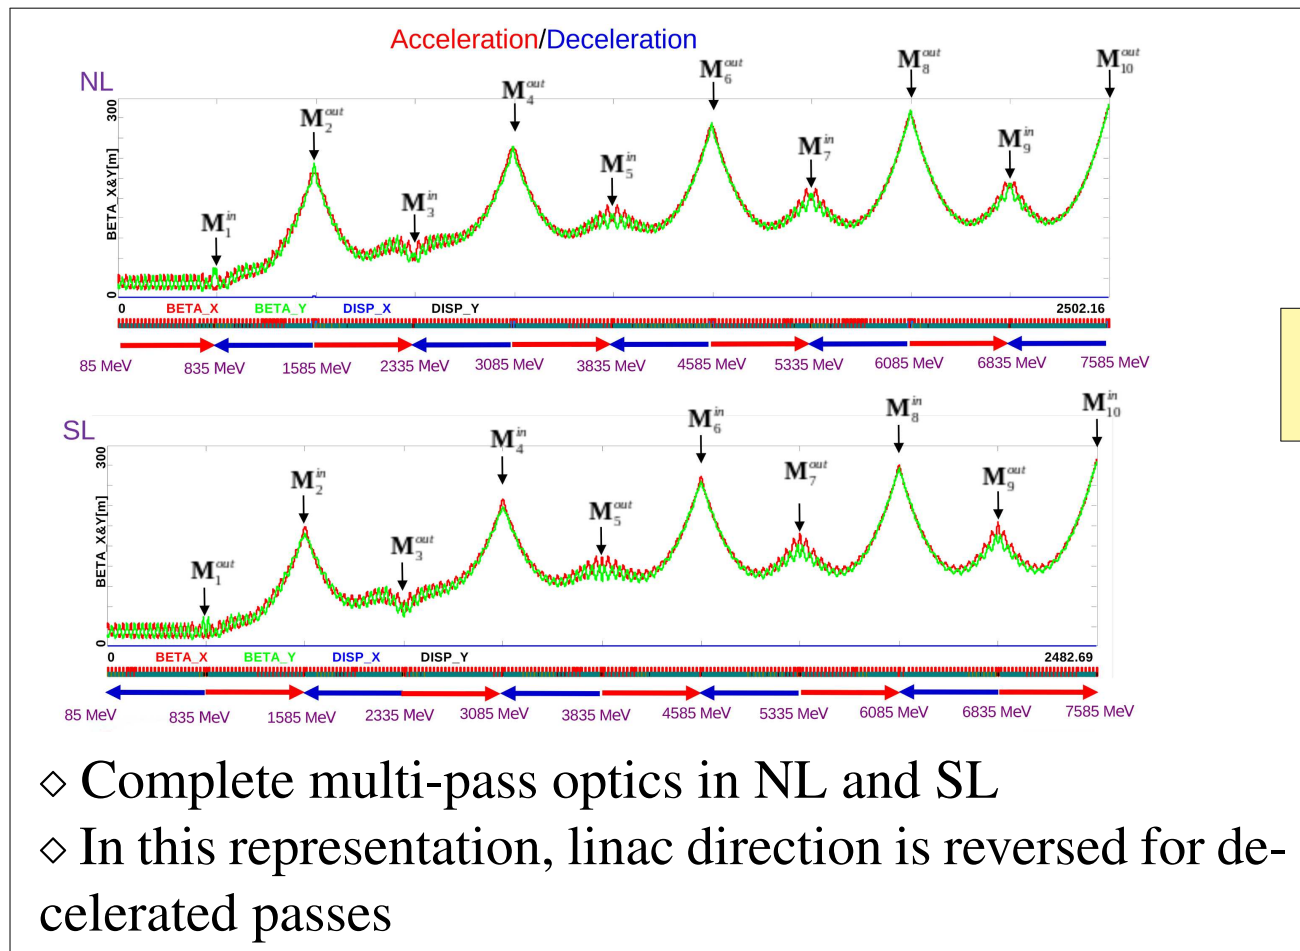 Acceleration/Deceleration
NL
M₁ⁱⁿ
M₂ᵒᵘᵗ
M₃ⁱⁿ
M₄ᵒᵘᵗ
M₅ⁱⁿ
M₆ᵒᵘᵗ
M₇ⁱⁿ
M₈ᵒᵘᵗ
M₉ⁱⁿ
M₁₀ᵒᵘᵗ
300
BETA_X&Y[m]
0
0 BETA_X BETA_Y DISP_X DISP_Y 2502.16
85 MeV 835 MeV 1585 MeV 2335 MeV 3085 MeV 3835 MeV 4585 MeV 5335 MeV 6085 MeV 6835 MeV 7585 MeV
SL
M₁ᵒᵘᵗ
M₂ⁱⁿ
M₃ᵒᵘᵗ
M₄ⁱⁿ
M₅ᵒᵘᵗ
M₆ⁱⁿ
M₇ᵒᵘᵗ
M₈ⁱⁿ
M₉ᵒᵘᵗ
M₁₀ⁱⁿ
300
BETA_X&Y[m]
0
0 BETA_X BETA_Y DISP_X DISP_Y 2482.69
85 MeV 835 MeV 1585 MeV 2335 MeV 3085 MeV 3835 MeV 4585 MeV 5335 MeV 6085 MeV 6835 MeV 7585 MeV
◇ Complete multi-pass optics in NL and SL
◇ In this representation, linac direction is reversed for de-
celerated passes